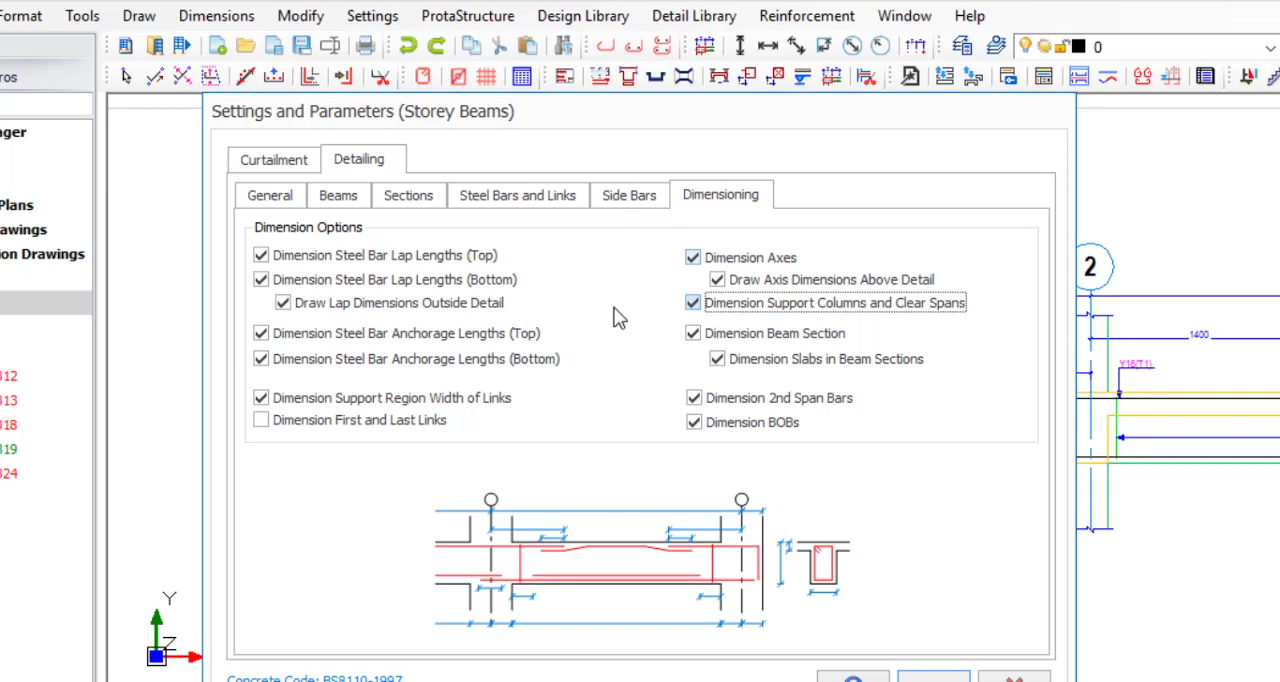 ormat Tools Draw Dimensions Modify Settings ProtaStructure Design Library Detail Library Reinforcement Window Help
0
ros
Settings and Parameters (Storey Beams)
ager
Curtailment Detailing
General Beams Sections Steel Bars and Links Side Bars Dimensioning
Plans
awings
ion Drawings
Dimension Options
Dimension Steel Bar Lap Lengths (Top)
Dimension Steel Bar Lap Lengths (Bottom)
Draw Lap Dimensions Outside Detail
Dimension Steel Bar Anchorage Lengths (Top)
Dimension Steel Bar Anchorage Lengths (Bottom)
Dimension Support Region Width of Links
Dimension First and Last Links
Dimension Axes
Draw Axis Dimensions Above Detail
Dimension Support Columns and Clear Spans
Dimension Beam Section
Dimension Slabs in Beam Sections
Dimension 2nd Span Bars
Dimension BOBs
2
1400
Y16(T1)
312
313
318
319
324
Y
Z
Concrete Code: BS8110-1997